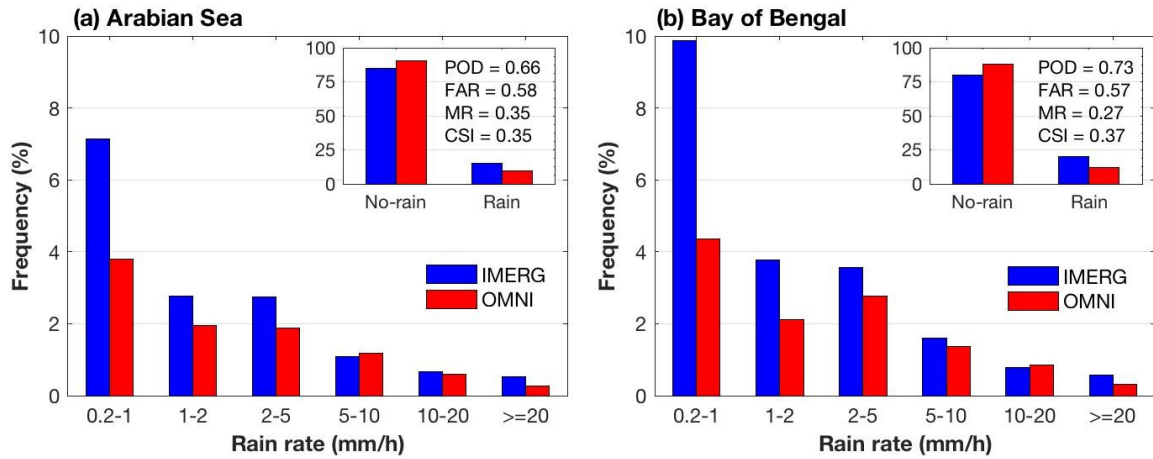 (a) Arabian Sea
Frequency (%)
10
8
6
4
2
0
100
75
50
25
0
POD = 0.66
FAR = 0.58
MR = 0.35
CSI = 0.35
No-rain
Rain
IMERG
OMNI
0.2-1
1-2
2-5
5-10
10-20
>=20
Rain rate (mm/h)
(b) Bay of Bengal
Frequency (%)
10
8
6
4
2
0
100
75
50
25
0
POD = 0.73
FAR = 0.57
MR = 0.27
CSI = 0.37
No-rain
Rain
IMERG
OMNI
0.2-1
1-2
2-5
5-10
10-20
>=20
Rain rate (mm/h)